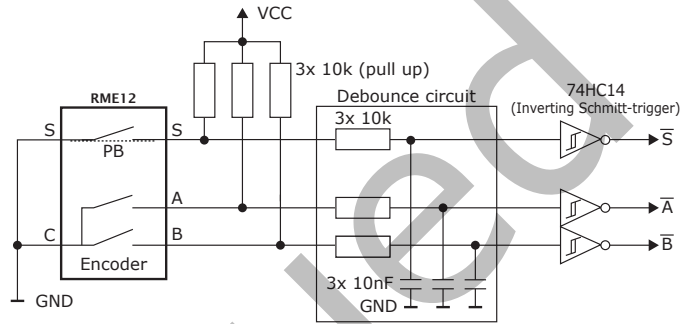 VCC
3x 10k (pull up)
RME12
Debounce circuit
74HC14
(Inverting Schmitt-trigger)
3x 10k
S
S
S
PB
A
A
C
B
B
Encoder
3x 10nF
GND
GND